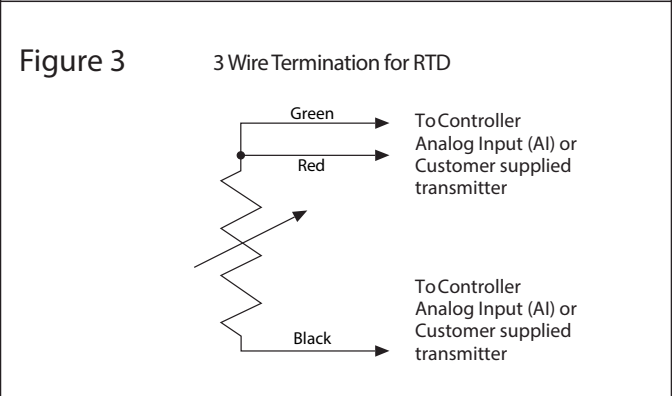 Figure 3
3 Wire Termination for RTD
Green
Red
To Controller
Analog Input (AI) or
Customer supplied
transmitter
Black
To Controller
Analog Input (AI) or
Customer supplied
transmitter